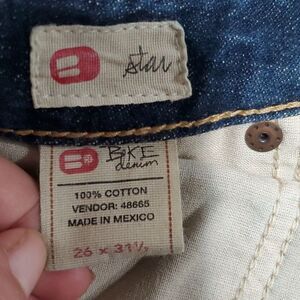 star
BIKE
denim
100% COTTON
VENDOR: 48665
MADE IN MEXICO
26 x 31½